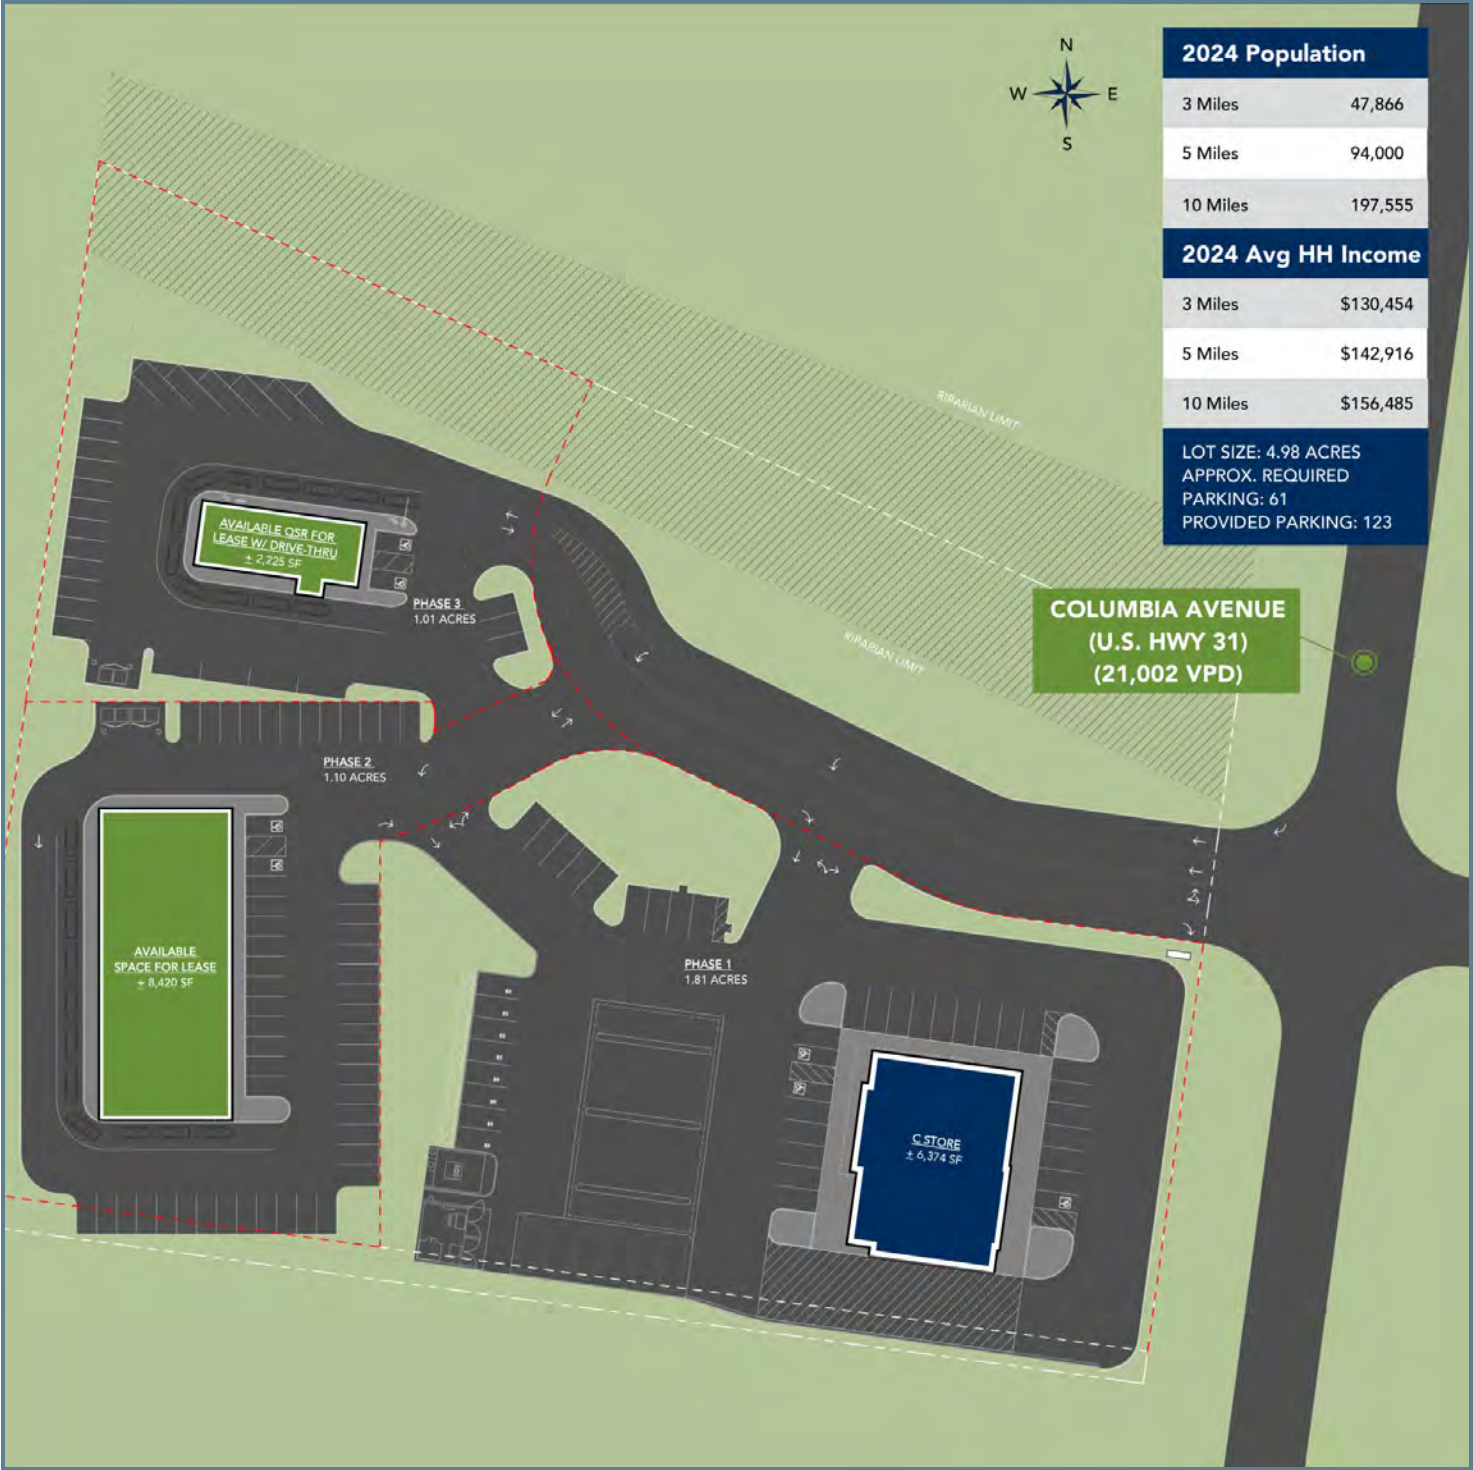 N
W E
S
2024 Population
3 Miles 47,866
5 Miles 94,000
10 Miles 197,555
2024 Avg HH Income
3 Miles $130,454
5 Miles $142,916
10 Miles $156,485
LOT SIZE: 4.98 ACRES
APPROX. REQUIRED
PARKING: 61
PROVIDED PARKING: 123
RIPARIAN LIMIT
RIPARIAN LIMIT
COLUMBIA AVENUE
(U.S. HWY 31)
(21,002 VPD)
AVAILABLE QSR FOR
LEASE W/ DRIVE-THRU
± 2,225 SF
PHASE 3
1.01 ACRES
PHASE 2
1.10 ACRES
AVAILABLE
SPACE FOR LEASE
± 8,420 SF
PHASE 1
1.81 ACRES
C STORE
± 6,374 SF